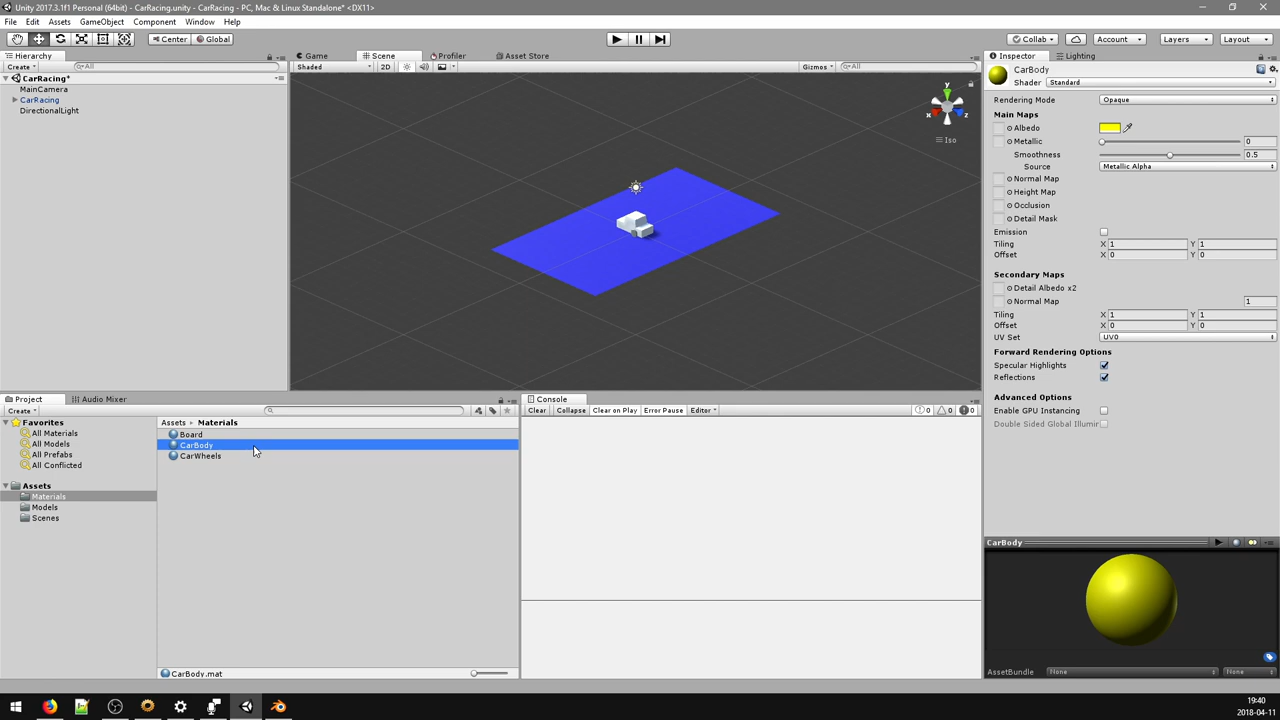 Unity 2017.3.1f1 Personal (64bit) - CarRacing.unity - CarRacing - PC, Mac & Linux Standalone* <DX11>
File Edit Assets GameObject Component Window Help
Center Global Collab Account Layers Layout
Hierarchy Game Scene Profiler Asset Store Inspector Lighting
Create All Shaded 2D Gizmos All
CarRacing*
MainCamera
CarRacing
DirectionalLight
y
x
z
Iso
CarBody
Shader Standard
Rendering Mode Opaque
Main Maps
Albedo
Metallic 0
Smoothness 0.5
Source Metallic Alpha
Normal Map
Height Map
Occlusion
Detail Mask
Emission
Tiling X 1 Y 1
Offset X 0 Y 0
Secondary Maps
Detail Albedo x2
Normal Map 1
Tiling X 1 Y 1
Offset X 0 Y 0
UV Set UV0
Forward Rendering Options
Specular Highlights
Reflections
Advanced Options
Enable GPU Instancing
Double Sided Global Illumir
Project Audio Mixer
Create
Favorites
All Materials
All Models
All Prefabs
All Conflicted
Assets
Materials
Models
Scenes
Assets Materials
Board
CarBody
CarWheels
CarBody.mat
Console
Clear Collapse Clear on Play Error Pause Editor 0 0 0
CarBody
AssetBundle None None
19:40
2018-04-11